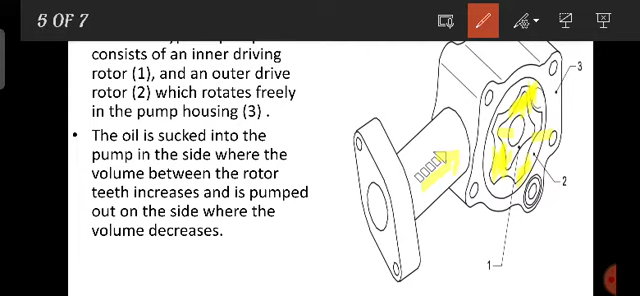 5 OF 7
consists of an inner driving
rotor (1), and an outer drive
rotor (2) which rotates freely
in the pump housing (3) .
• The oil is sucked into the
pump in the side where the
volume between the rotor
teeth increases and is pumped
out on the side where the
volume decreases.
3
2
1